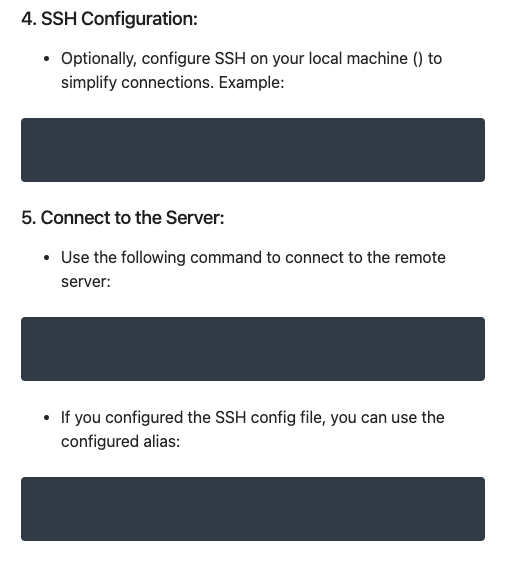 4. SSH Configuration:
• Optionally, configure SSH on your local machine () to
simplify connections. Example:
5. Connect to the Server:
• Use the following command to connect to the remote
server:
• If you configured the SSH config file, you can use the
configured alias: